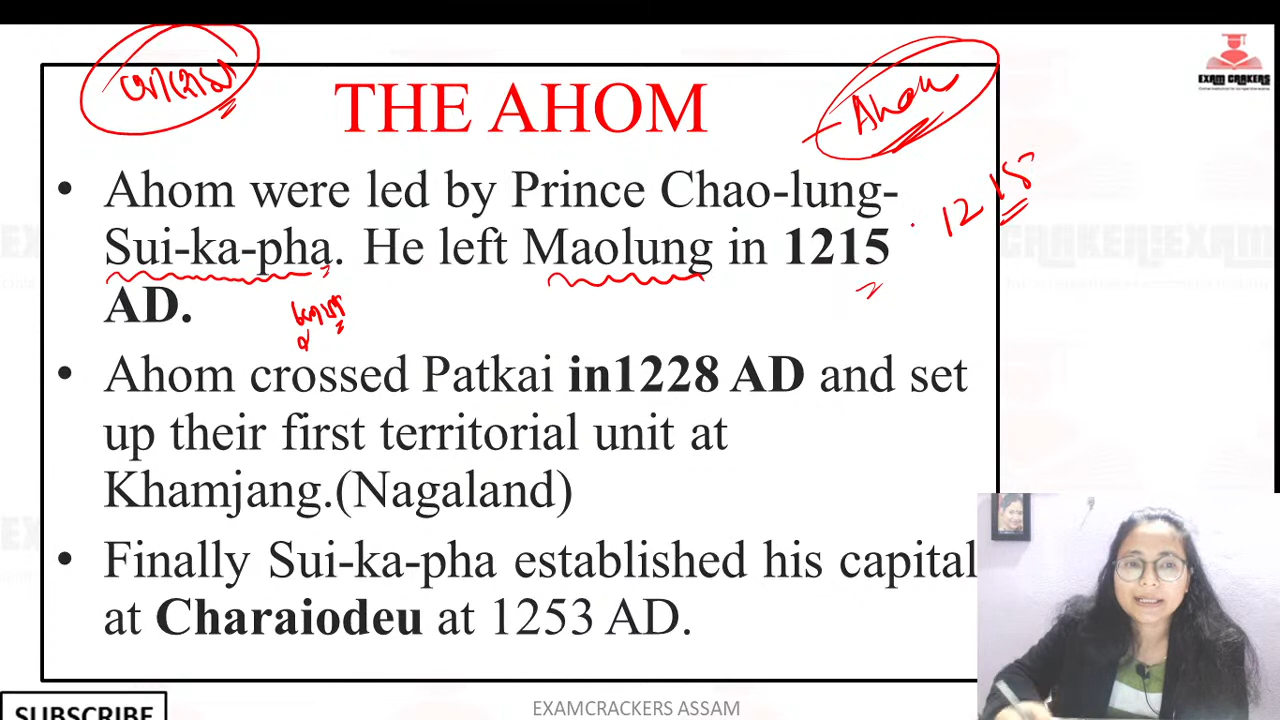 EXAM CRAKERS
THE AHOM
Ahom
• Ahom were led by Prince Chao-lung-
Sui-ka-pha. He left Maolung in 1215
AD.
1215
• Ahom crossed Patkai in1228 AD and set
up their first territorial unit at
Khamjang.(Nagaland)
• Finally Sui-ka-pha established his capital
at Charaiodeu at 1253 AD.
SUBSCRIBE
EXAMCRACKERS ASSAM